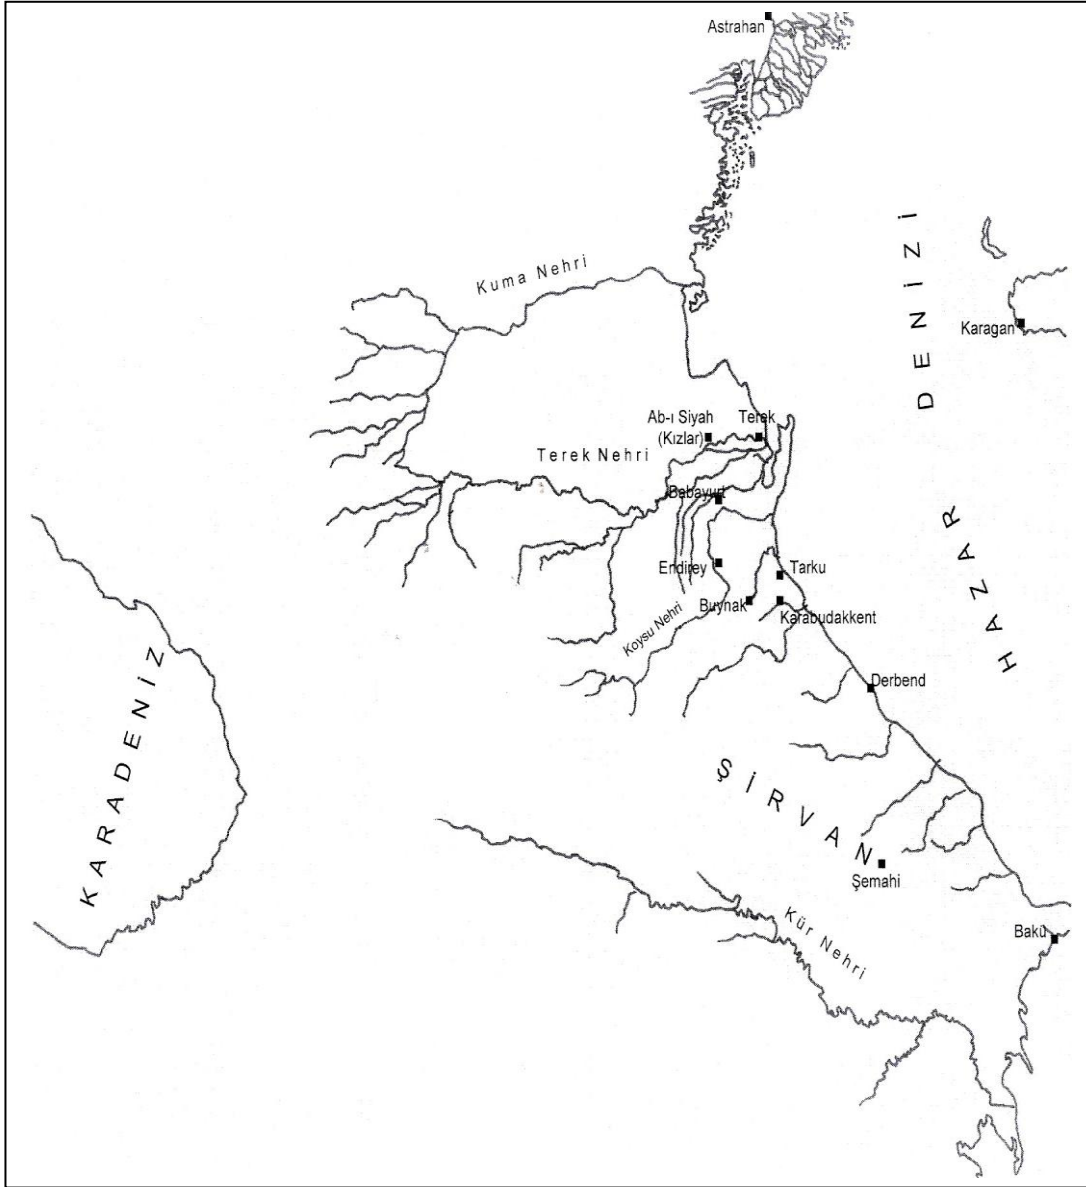 Astrahan
HAZAR DENİZİ
Kuma Nehri
Karagan
Ab-ı Siyah
(Kızlar)
Terek
Terek Nehri
Babayurt
Endirey
Tarku
Buynak
Karabudakkent
Koysu Nehri
KARADENİZ
Derbend
ŞİRVAN
Şemahi
Kür Nehri
Bakü